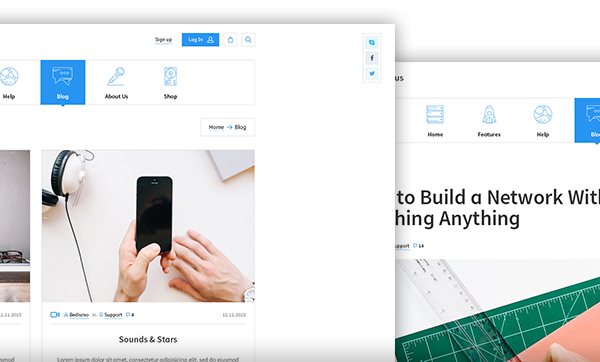 Sign up
Log In
Help
Blog
About Us
Shop
Home → Blog
12.11.2015
Bedismo in Support 4
12.11.2015
Sounds & Stars
Lorem ipsum dolor sit amet, consectetur adipisicing elit, sed do eiusmod
us
Home
Features
Help
Blo
to Build a Network With
hing Anything
upport 14